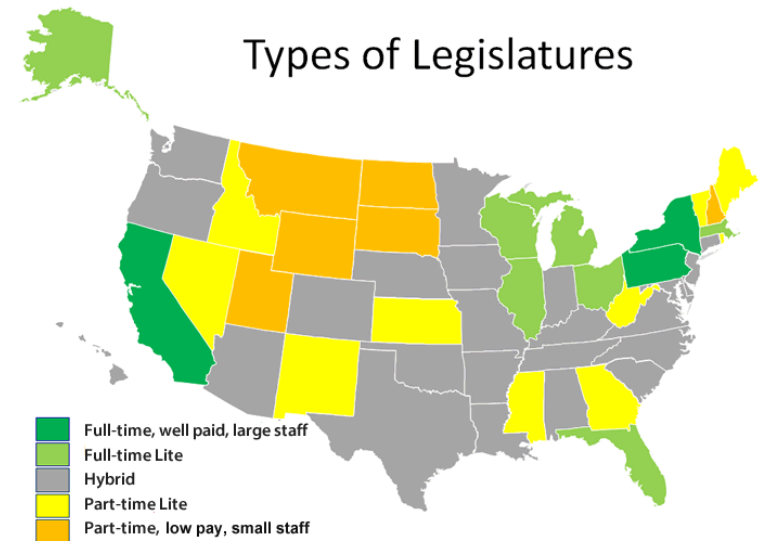 Types of Legislatures
Full-time, well paid, large staff
Full-time Lite
Hybrid
Part-time Lite
Part-time, low pay, small staff